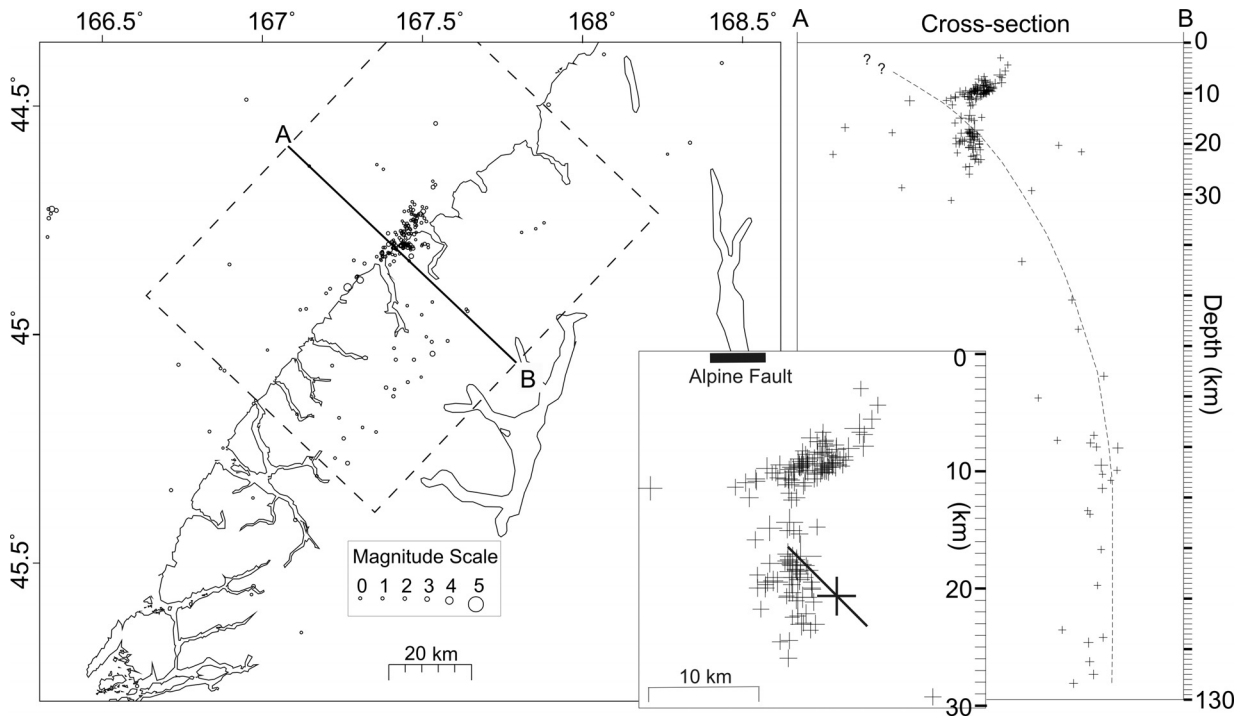 166.5° 167° 167.5° 168° 168.5°
44.5°
45°
45.5°
A
B
Magnitude Scale
0 1 2 3 4 5
20 km
A Cross-section B
? ?
0
10
20
30
Depth (km)
130
Alpine Fault
0
10
(km)
20
30
10 km